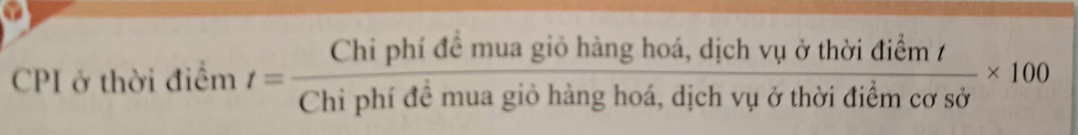 Chi phí để mua giỏ hàng hoá, dịch vụ ở thời điểm t
CPI ở thời điểm t = × 100
Chi phí để mua giỏ hàng hoá, dịch vụ ở thời điểm cơ sở